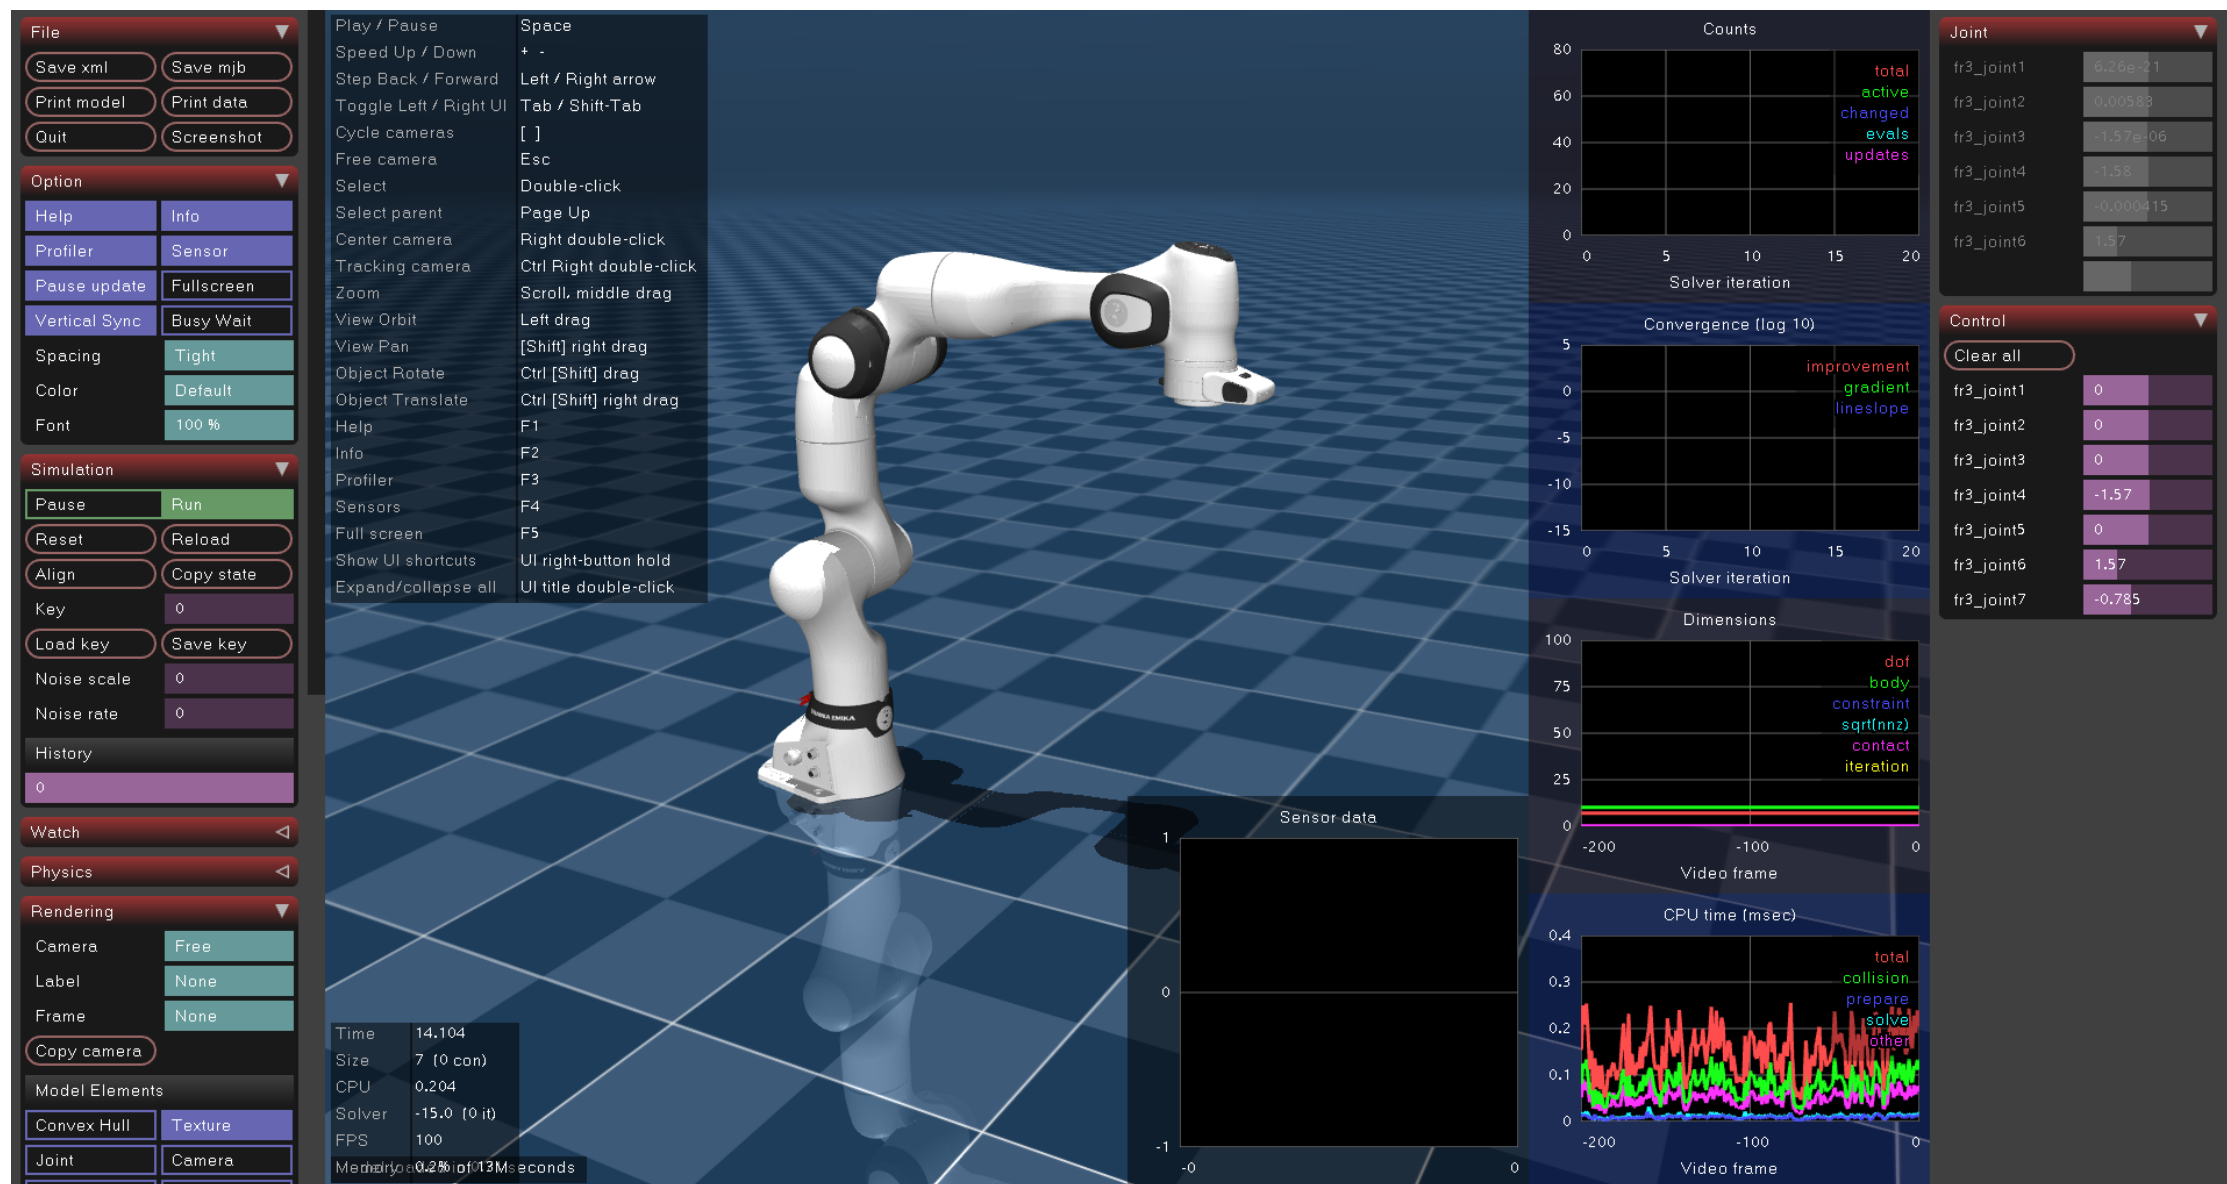 File
Save xml Save mjb
Print model Print data
Quit Screenshot
Option
Help Info
Profiler Sensor
Pause update Fullscreen
Vertical Sync Busy Wait
Spacing Tight
Color Default
Font 100 %
Simulation
Pause Run
Reset Reload
Align Copy state
Key 0
Load key Save key
Noise scale 0
Noise rate 0
History
0
Watch
Physics
Rendering
Camera Free
Label None
Frame None
Copy camera
Model Elements
Convex Hull Texture
Joint Camera
Play / Pause Space
Speed Up / Down + -
Step Back / Forward Left / Right arrow
Toggle Left / Right UI Tab / Shift-Tab
Cycle cameras [ ]
Free camera Esc
Select Double-click
Select parent Page Up
Center camera Right double-click
Tracking camera Ctrl Right double-click
Zoom Scroll, middle drag
View Orbit Left drag
View Pan [Shift] right drag
Object Rotate Ctrl [Shift] drag
Object Translate Ctrl [Shift] right drag
Help F1
Info F2
Profiler F3
Sensors F4
Full screen F5
Show UI shortcuts UI right-button hold
Expand/collapse all UI title double-click
EMIKA
Time 14.104
Size 7 (0 con)
CPU 0.204
Solver -15.0 (0 it)
FPS 100
Memory 0.2% of 13M seconds
Sensor data
1
0
-1
-0 0
Counts
80
60
40
20
0
total
active
changed
evals
updates
0 5 10 15 20
Solver iteration
Convergence (log 10)
5
0
-5
-10
-15
improvement
gradient
lineslope
0 5 10 15 20
Solver iteration
Dimensions
100
75
50
25
0
dof
body
constraint
sqrt(nnz)
contact
iteration
-200 -100 0
Video frame
CPU time (msec)
0.4
0.3
0.2
0.1
0
total
collision
prepare
solve
other
-200 -100 0
Video frame
Joint
fr3_joint1 6.26e-21
fr3_joint2 0.00583
fr3_joint3 -1.57e-06
fr3_joint4 -1.58
fr3_joint5 -0.000415
fr3_joint6 1.57
Control
Clear all
fr3_joint1 0
fr3_joint2 0
fr3_joint3 0
fr3_joint4 -1.57
fr3_joint5 0
fr3_joint6 1.57
fr3_joint7 -0.785